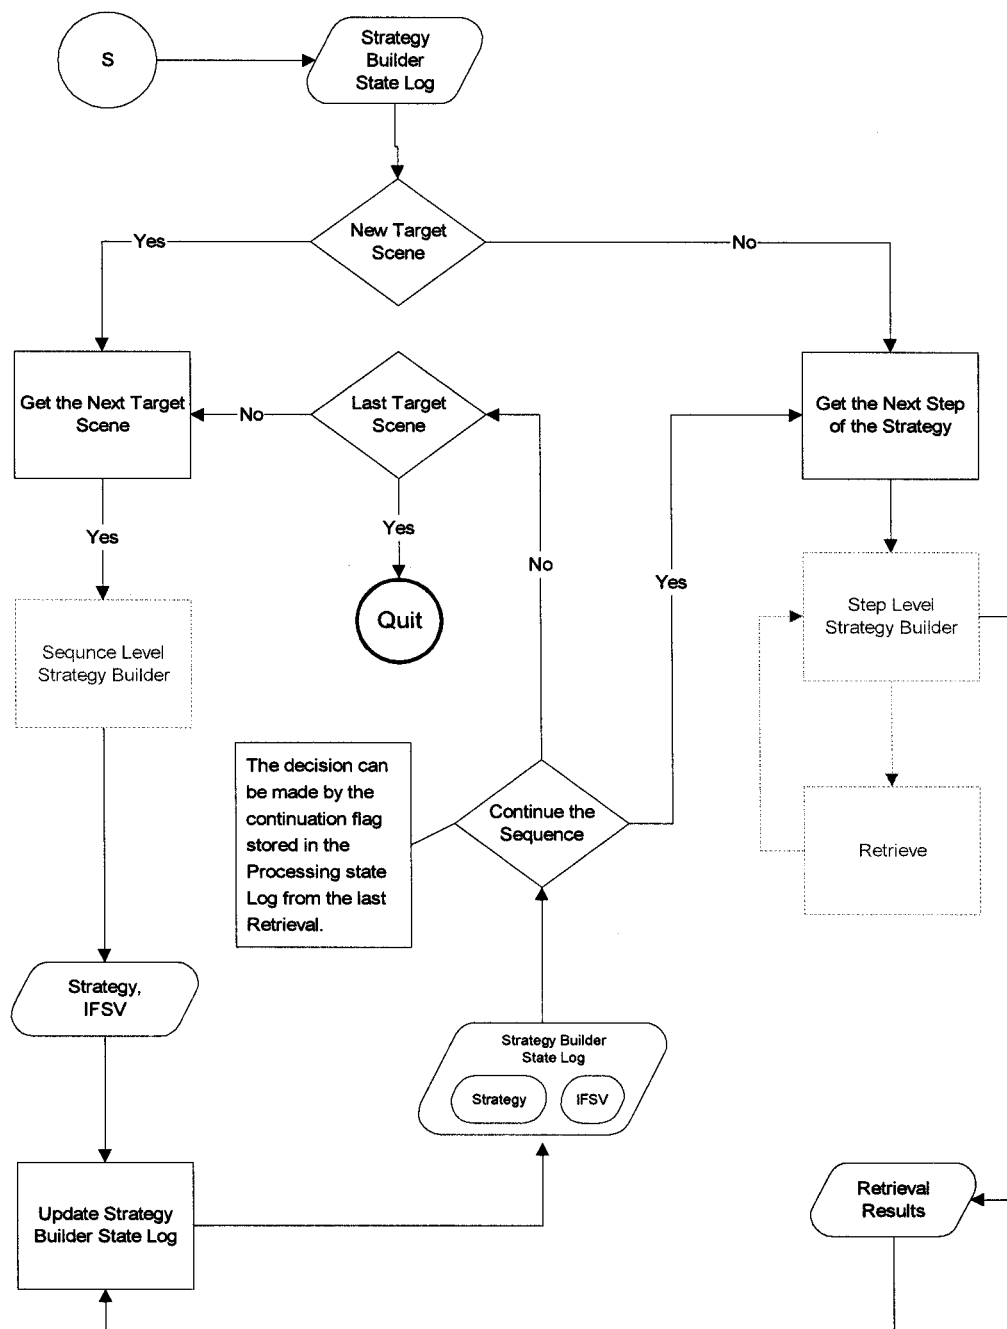 S
Strategy
Builder
State Log
New Target
Scene
Yes
No
Get the Next Target
Scene
No
Last Target
Scene
Get the Next Step
of the Strategy
Yes
Yes
No
Yes
Quit
Sequnce Level
Strategy Builder
Step Level
Strategy Builder
The decision can
be made by the
continuation flag
stored in the
Processing state
Log from the last
Retrieval.
Continue the
Sequence
Retrieve
Strategy,
IFSV
Strategy Builder
State Log
Strategy
IFSV
Update Strategy
Builder State Log
Retrieval
Results